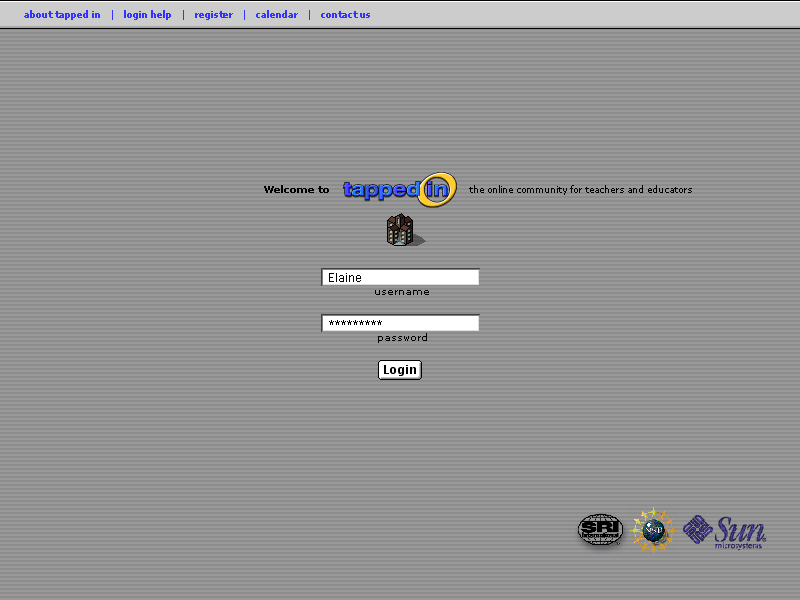 about tapped in | login help | register | calendar | contact us
Welcome to tapped in the online community for teachers and educators
Elaine
username
*********
password
Login
SRI International NSF Sun microsystems